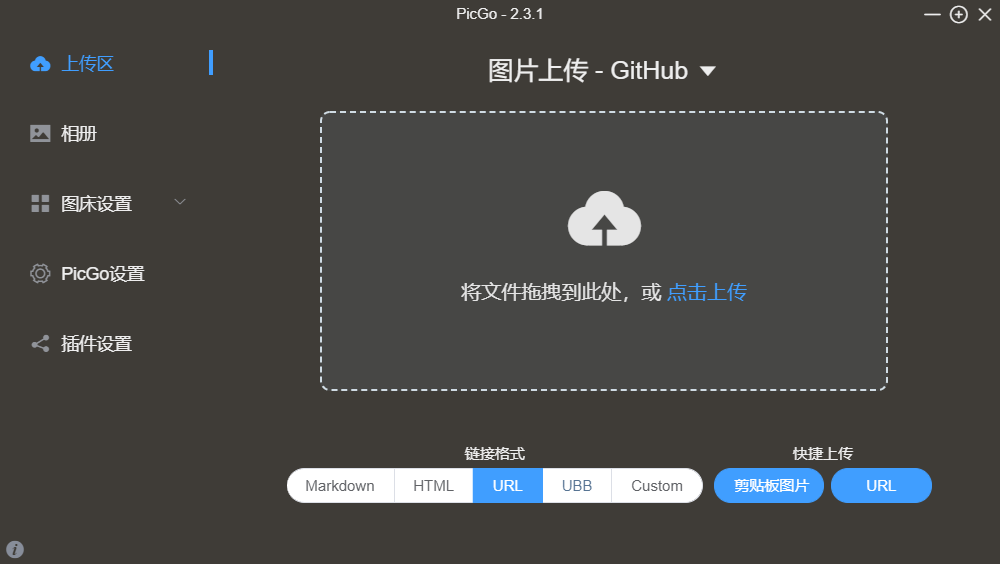 PicGo - 2.3.1
上传区
相册
图床设置
PicGo设置
插件设置
图片上传 - GitHub
将文件拖拽到此处，或 点击上传
链接格式
Markdown HTML URL UBB Custom
快捷上传
剪贴板图片 URL
i